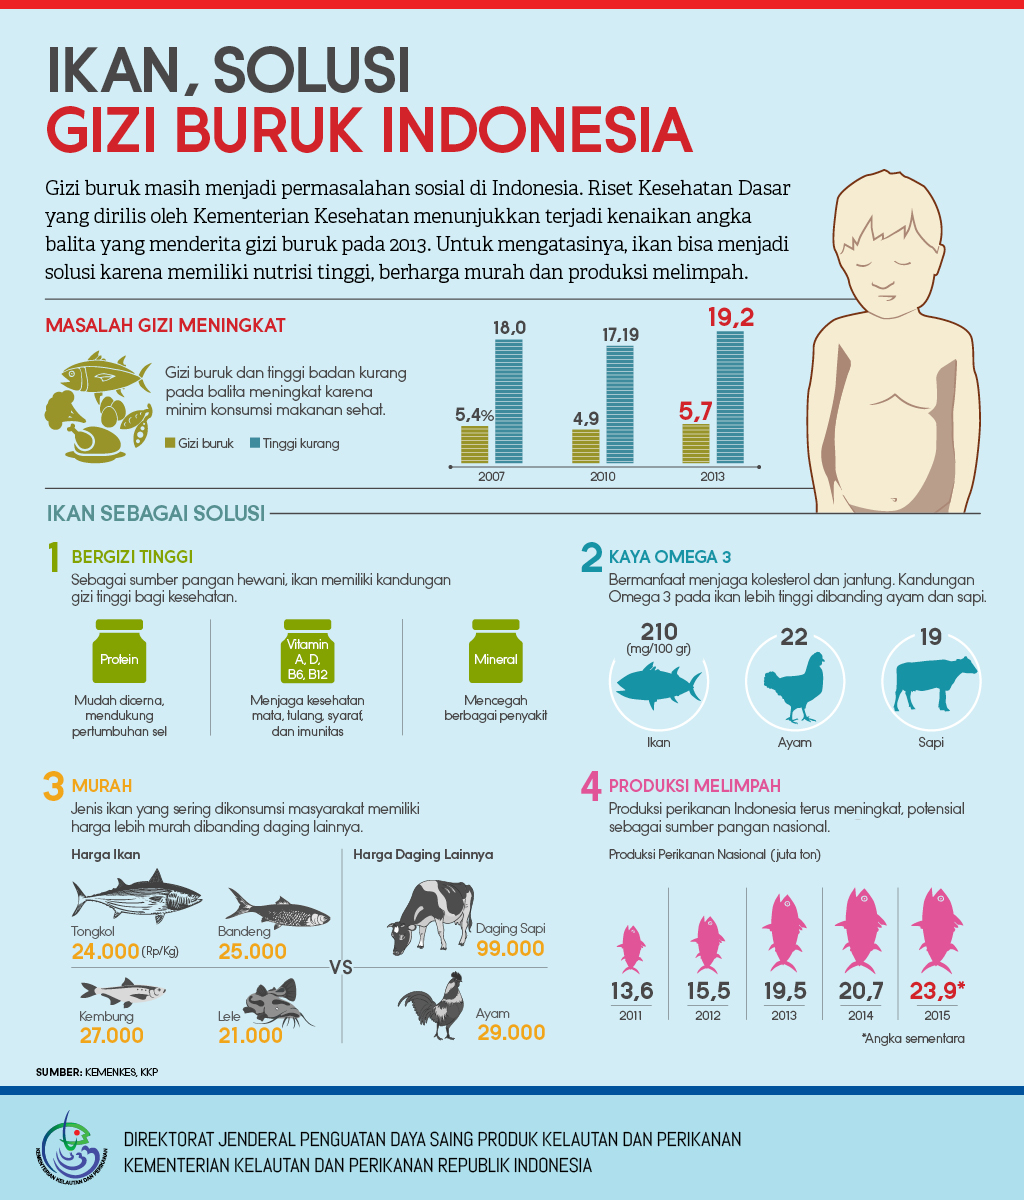 IKAN, SOLUSI
GIZI BURUK INDONESIA
Gizi buruk masih menjadi permasalahan sosial di Indonesia. Riset Kesehatan Dasar
yang dirilis oleh Kementerian Kesehatan menunjukkan terjadi kenaikan angka
balita yang menderita gizi buruk pada 2013. Untuk mengatasinya, ikan bisa menjadi
solusi karena memiliki nutrisi tinggi, berharga murah dan produksi melimpah.
MASALAH GIZI MENINGKAT
Gizi buruk dan tinggi badan kurang
pada balita meningkat karena
minim konsumsi makanan sehat.
Gizi buruk Tinggi kurang
5,4% 18,0
4,9 17,19
5,7 19,2
2007 2010 2013
IKAN SEBAGAI SOLUSI
1 BERGIZI TINGGI
Sebagai sumber pangan hewani, ikan memiliki kandungan
gizi tinggi bagi kesehatan.
Protein
Mudah dicerna,
mendukung
pertumbuhan sel
Vitamin
A, D,
B6, B12
Menjaga kesehatan
mata, tulang, syaraf,
dan imunitas
Mineral
Mencegah
berbagai penyakit
2 KAYA OMEGA 3
Bermanfaat menjaga kolesterol dan jantung. Kandungan
Omega 3 pada ikan lebih tinggi dibanding ayam dan sapi.
210
(mg/100 gr)
Ikan
22
Ayam
19
Sapi
3 MURAH
Jenis ikan yang sering dikonsumsi masyarakat memiliki
harga lebih murah dibanding daging lainnya.
Harga Ikan
Tongkol
24.000 (Rp/Kg)
Bandeng
25.000
Kembung
27.000
Lele
21.000
VS
Harga Daging Lainnya
Daging Sapi
99.000
Ayam
29.000
4 PRODUKSI MELIMPAH
Produksi perikanan Indonesia terus meningkat, potensial
sebagai sumber pangan nasional.
Produksi Perikanan Nasional (juta ton)
13,6 15,5 19,5 20,7 23,9*
2011 2012 2013 2014 2015
*Angka sementara
SUMBER: KEMENKES, KKP
KEMENTERIAN KELAUTAN DAN PERIKANAN
DIREKTORAT JENDERAL PENGUATAN DAYA SAING PRODUK KELAUTAN DAN PERIKANAN
KEMENTERIAN KELAUTAN DAN PERIKANAN REPUBLIK INDONESIA